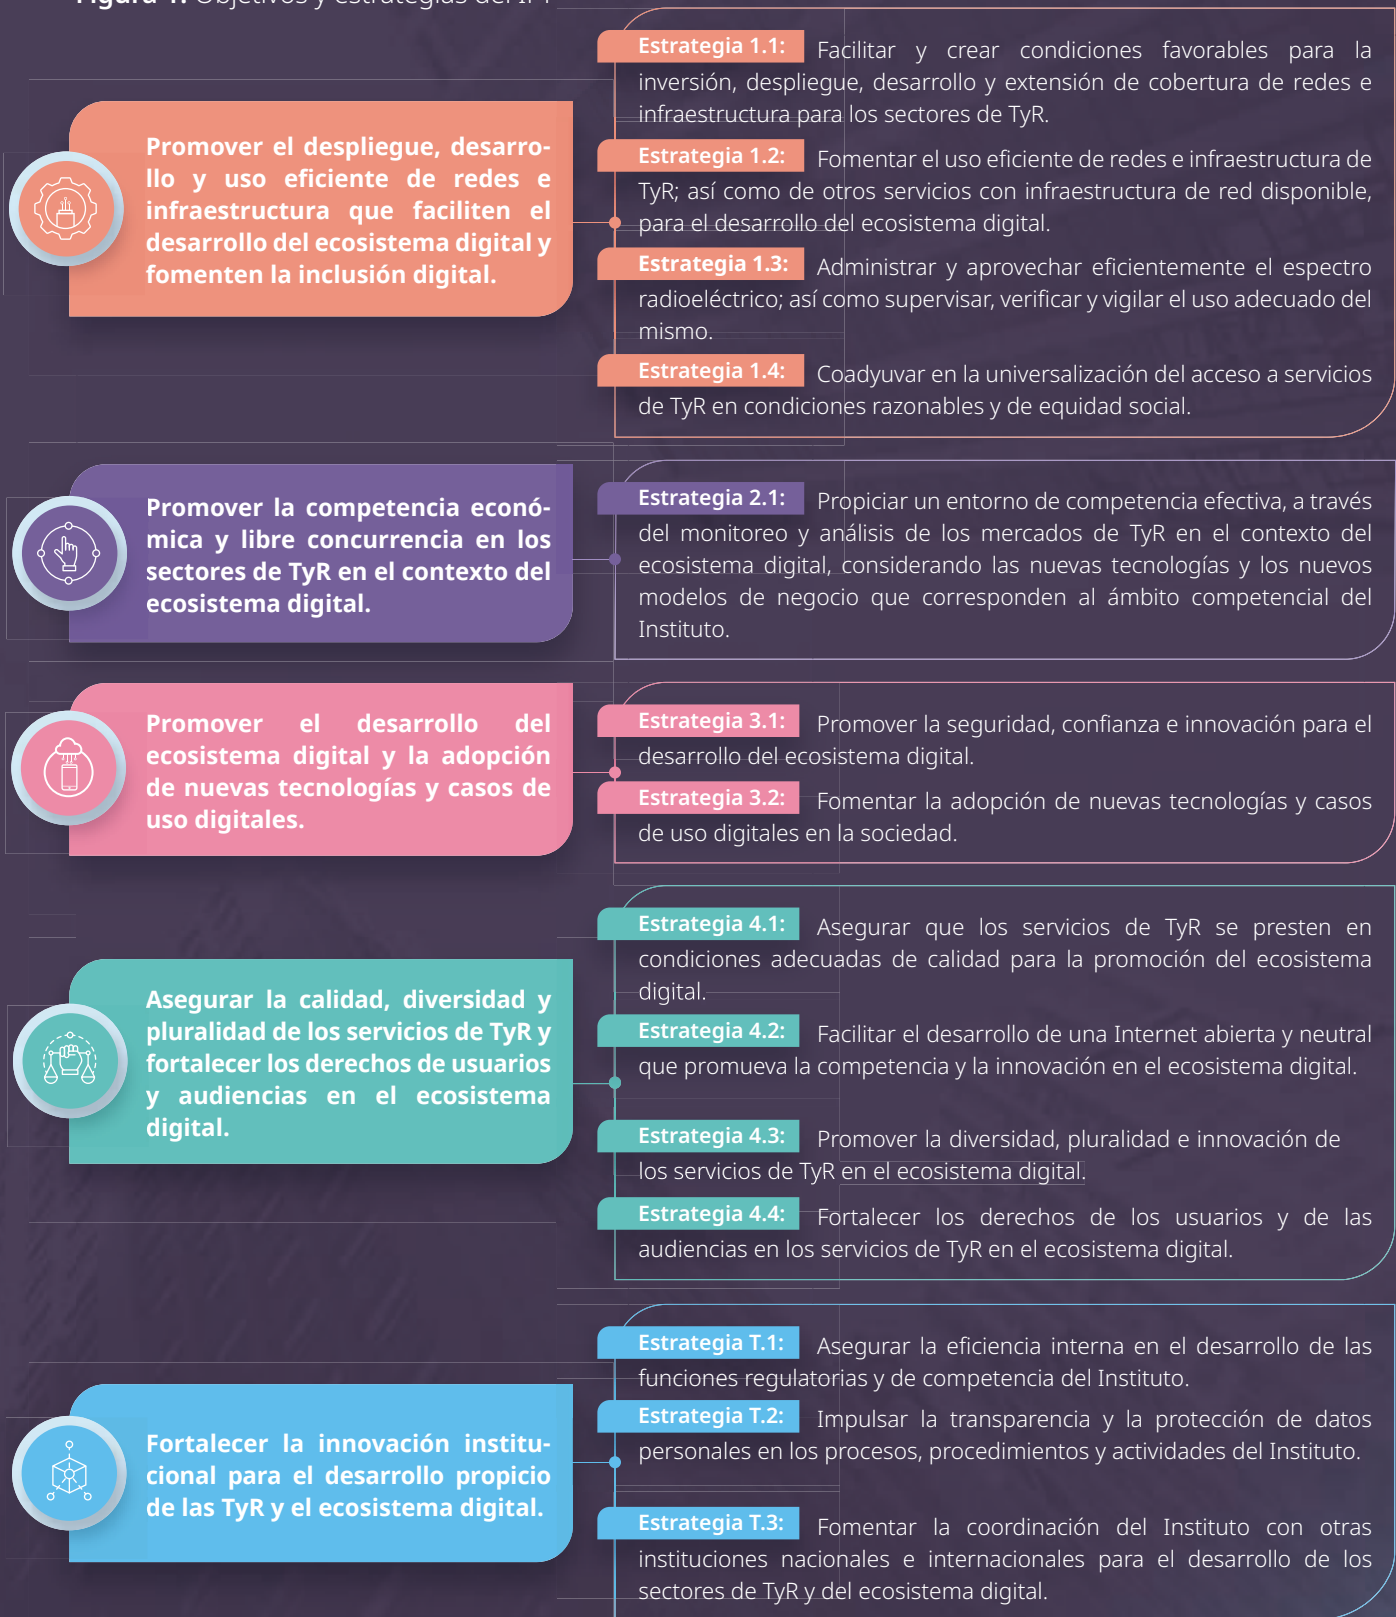 Figura 1. Objetivos y estrategias del IFT
Promover el despliegue, desarro-
llo y uso eficiente de redes e
infraestructura que faciliten el
desarrollo del ecosistema digital y
fomenten la inclusión digital.
Estrategia 1.1: Facilitar y crear condiciones favorables para la
inversión, despliegue, desarrollo y extensión de cobertura de redes e
infraestructura para los sectores de TyR.
Estrategia 1.2: Fomentar el uso eficiente de redes e infraestructura de
TyR; así como de otros servicios con infraestructura de red disponible,
para el desarrollo del ecosistema digital.
Estrategia 1.3: Administrar y aprovechar eficientemente el espectro
radioeléctrico; así como supervisar, verificar y vigilar el uso adecuado del
mismo.
Estrategia 1.4: Coadyuvar en la universalización del acceso a servicios
de TyR en condiciones razonables y de equidad social.
Promover la competencia econó-
mica y libre concurrencia en los
sectores de TyR en el contexto del
ecosistema digital.
Estrategia 2.1: Propiciar un entorno de competencia efectiva, a través
del monitoreo y análisis de los mercados de TyR en el contexto del
ecosistema digital, considerando las nuevas tecnologías y los nuevos
modelos de negocio que corresponden al ámbito competencial del
Instituto.
Promover el desarrollo del
ecosistema digital y la adopción
de nuevas tecnologías y casos de
uso digitales.
Estrategia 3.1: Promover la seguridad, confianza e innovación para el
desarrollo del ecosistema digital.
Estrategia 3.2: Fomentar la adopción de nuevas tecnologías y casos
de uso digitales en la sociedad.
Asegurar la calidad, diversidad y
pluralidad de los servicios de TyR y
fortalecer los derechos de usuarios
y audiencias en el ecosistema
digital.
Estrategia 4.1: Asegurar que los servicios de TyR se presten en
condiciones adecuadas de calidad para la promoción del ecosistema
digital.
Estrategia 4.2: Facilitar el desarrollo de una Internet abierta y neutral
que promueva la competencia y la innovación en el ecosistema digital.
Estrategia 4.3: Promover la diversidad, pluralidad e innovación de
los servicios de TyR en el ecosistema digital.
Estrategia 4.4: Fortalecer los derechos de los usuarios y de las
audiencias en los servicios de TyR en el ecosistema digital.
Fortalecer la innovación institu-
cional para el desarrollo propicio
de las TyR y el ecosistema digital.
Estrategia T.1: Asegurar la eficiencia interna en el desarrollo de las
funciones regulatorias y de competencia del Instituto.
Estrategia T.2: Impulsar la transparencia y la protección de datos
personales en los procesos, procedimientos y actividades del Instituto.
Estrategia T.3: Fomentar la coordinación del Instituto con otras
instituciones nacionales e internacionales para el desarrollo de los
sectores de TyR y del ecosistema digital.